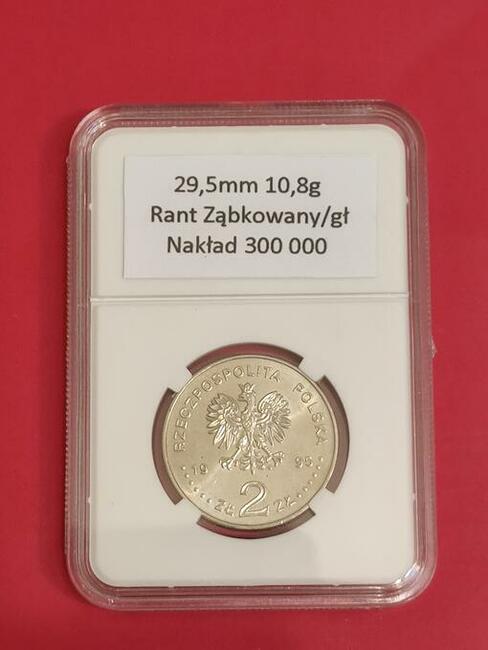 29,5mm 10,8g
Rant Ząbkowany/gł
Nakład 300 000
RZECZPOSPOLITA POLSKA
19 95
ZŁ 2 ZŁ